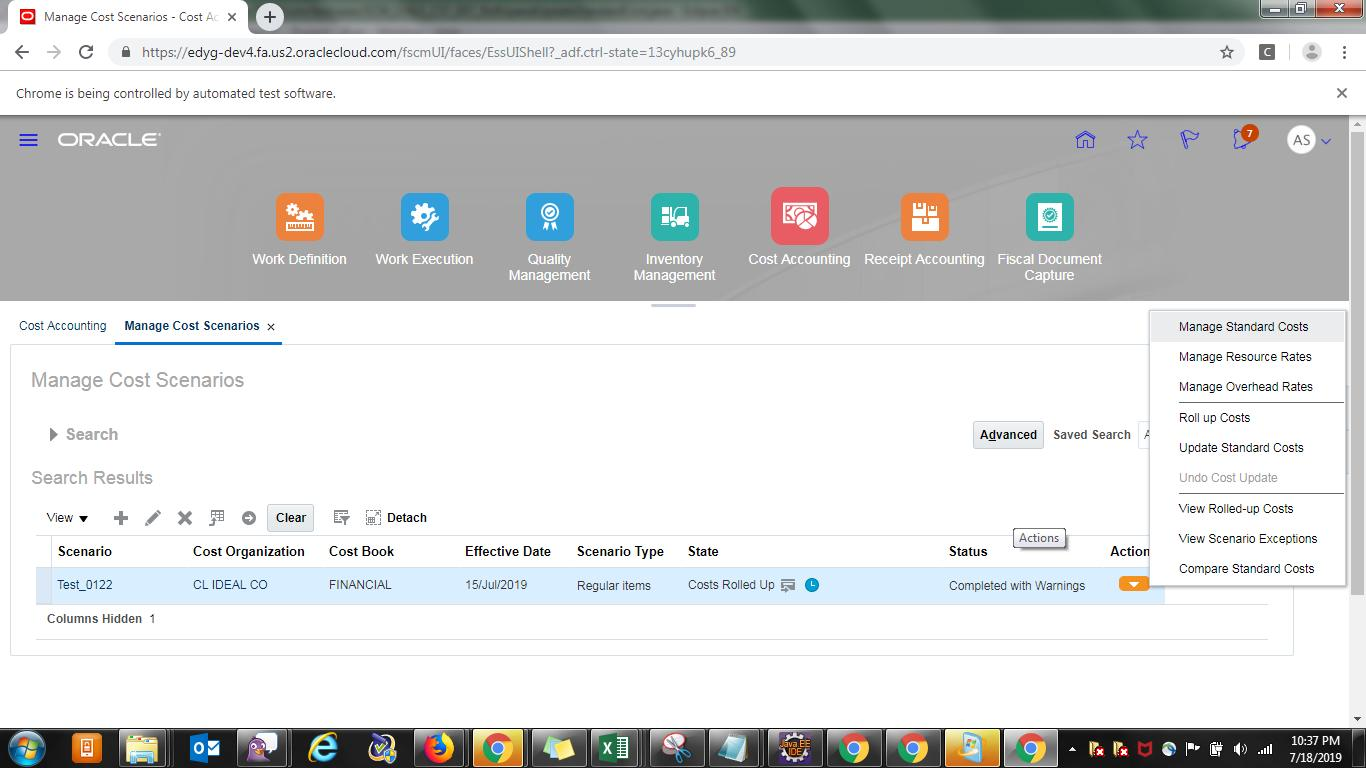 Manage Cost Scenarios - Cost Ac
https://edyg-dev4.fa.us2.oraclecloud.com/fscmUI/faces/EssUIShell?_adf.ctrl-state=13cyhupk6_89
C
Chrome is being controlled by automated test software.
ORACLE
7
AS
Work Definition
Work Execution
Quality
Management
Inventory
Management
Cost Accounting
Receipt Accounting
Fiscal Document
Capture
Cost Accounting
Manage Cost Scenarios
Manage Standard Costs
Manage Resource Rates
Manage Overhead Rates
Roll up Costs
Update Standard Costs
Undo Cost Update
View Rolled-up Costs
View Scenario Exceptions
Compare Standard Costs
Manage Cost Scenarios
Search
Advanced Saved Search A
Search Results
View
Clear
Detach
Actions
Scenario Cost Organization Cost Book Effective Date Scenario Type State Status Action
Test_0122 CL IDEAL CO FINANCIAL 15/Jul/2019 Regular items Costs Rolled Up Completed with Warnings
Columns Hidden 1
Java EE
IDE
10:37 PM
7/18/2019